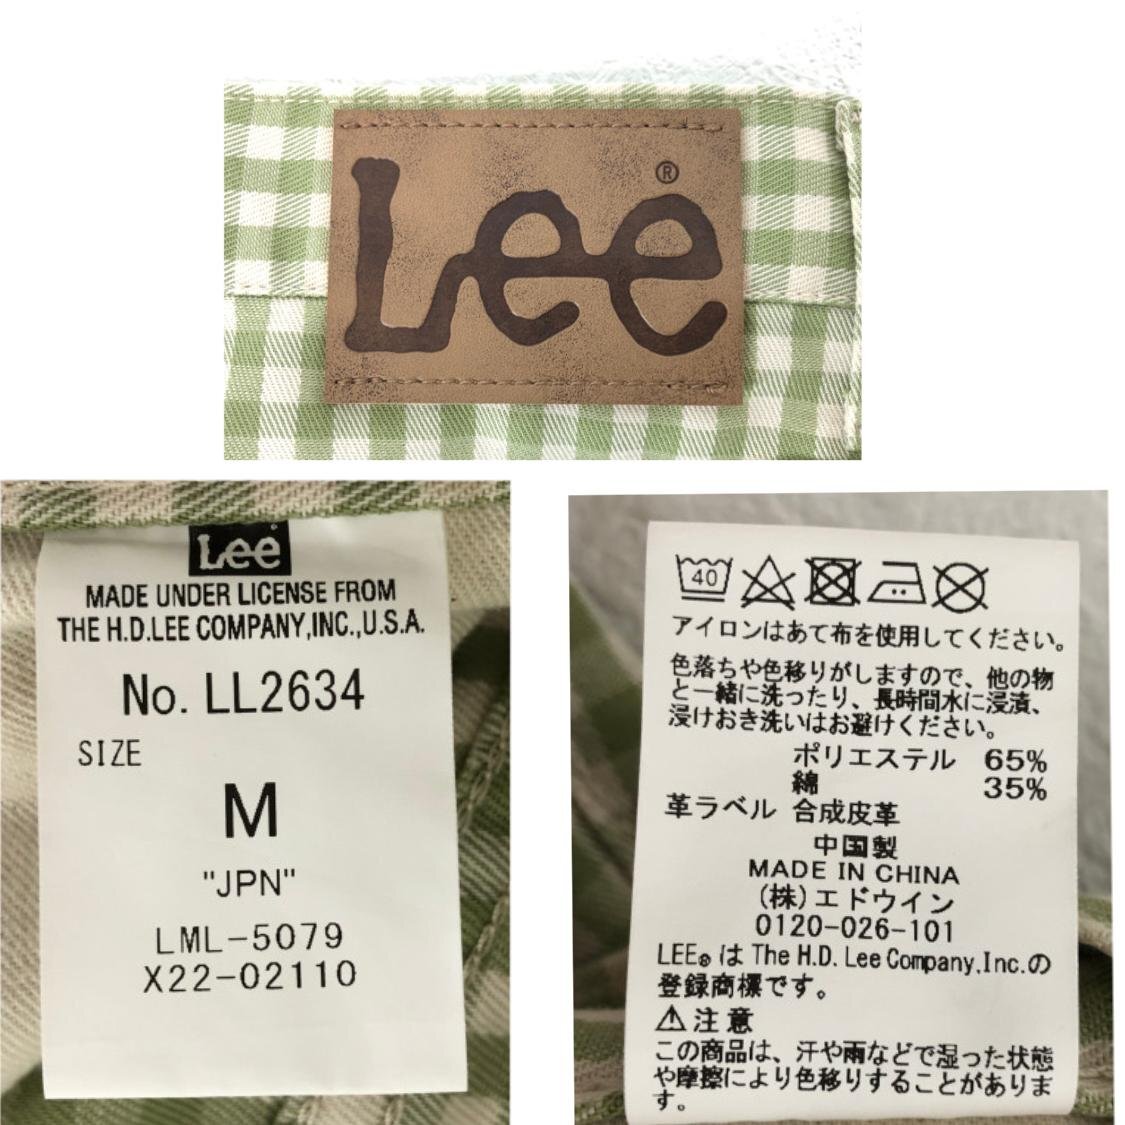 Lee®
Lee
MADE UNDER LICENSE FROM
THE H.D.LEE COMPANY,INC.,U.S.A.
No. LL2634
SIZE
M
"JPN"
LML-5079
X22-02110
40
アイロンはあて布を使用してください。
色落ちや色移りがしますので、他の物
と一緒に洗ったり、長時間水に浸漬、
浸けおき洗いはお避けください。
ポリエステル 65%
綿 35%
革ラベル 合成皮革
中国製
MADE IN CHINA
(株)エドウイン
0120-026-101
LEE®は The H.D. Lee Company,Inc.の
登録商標です。
⚠注意
この商品は、汗や雨などで湿った状態
や摩擦により色移りすることがありま
す。